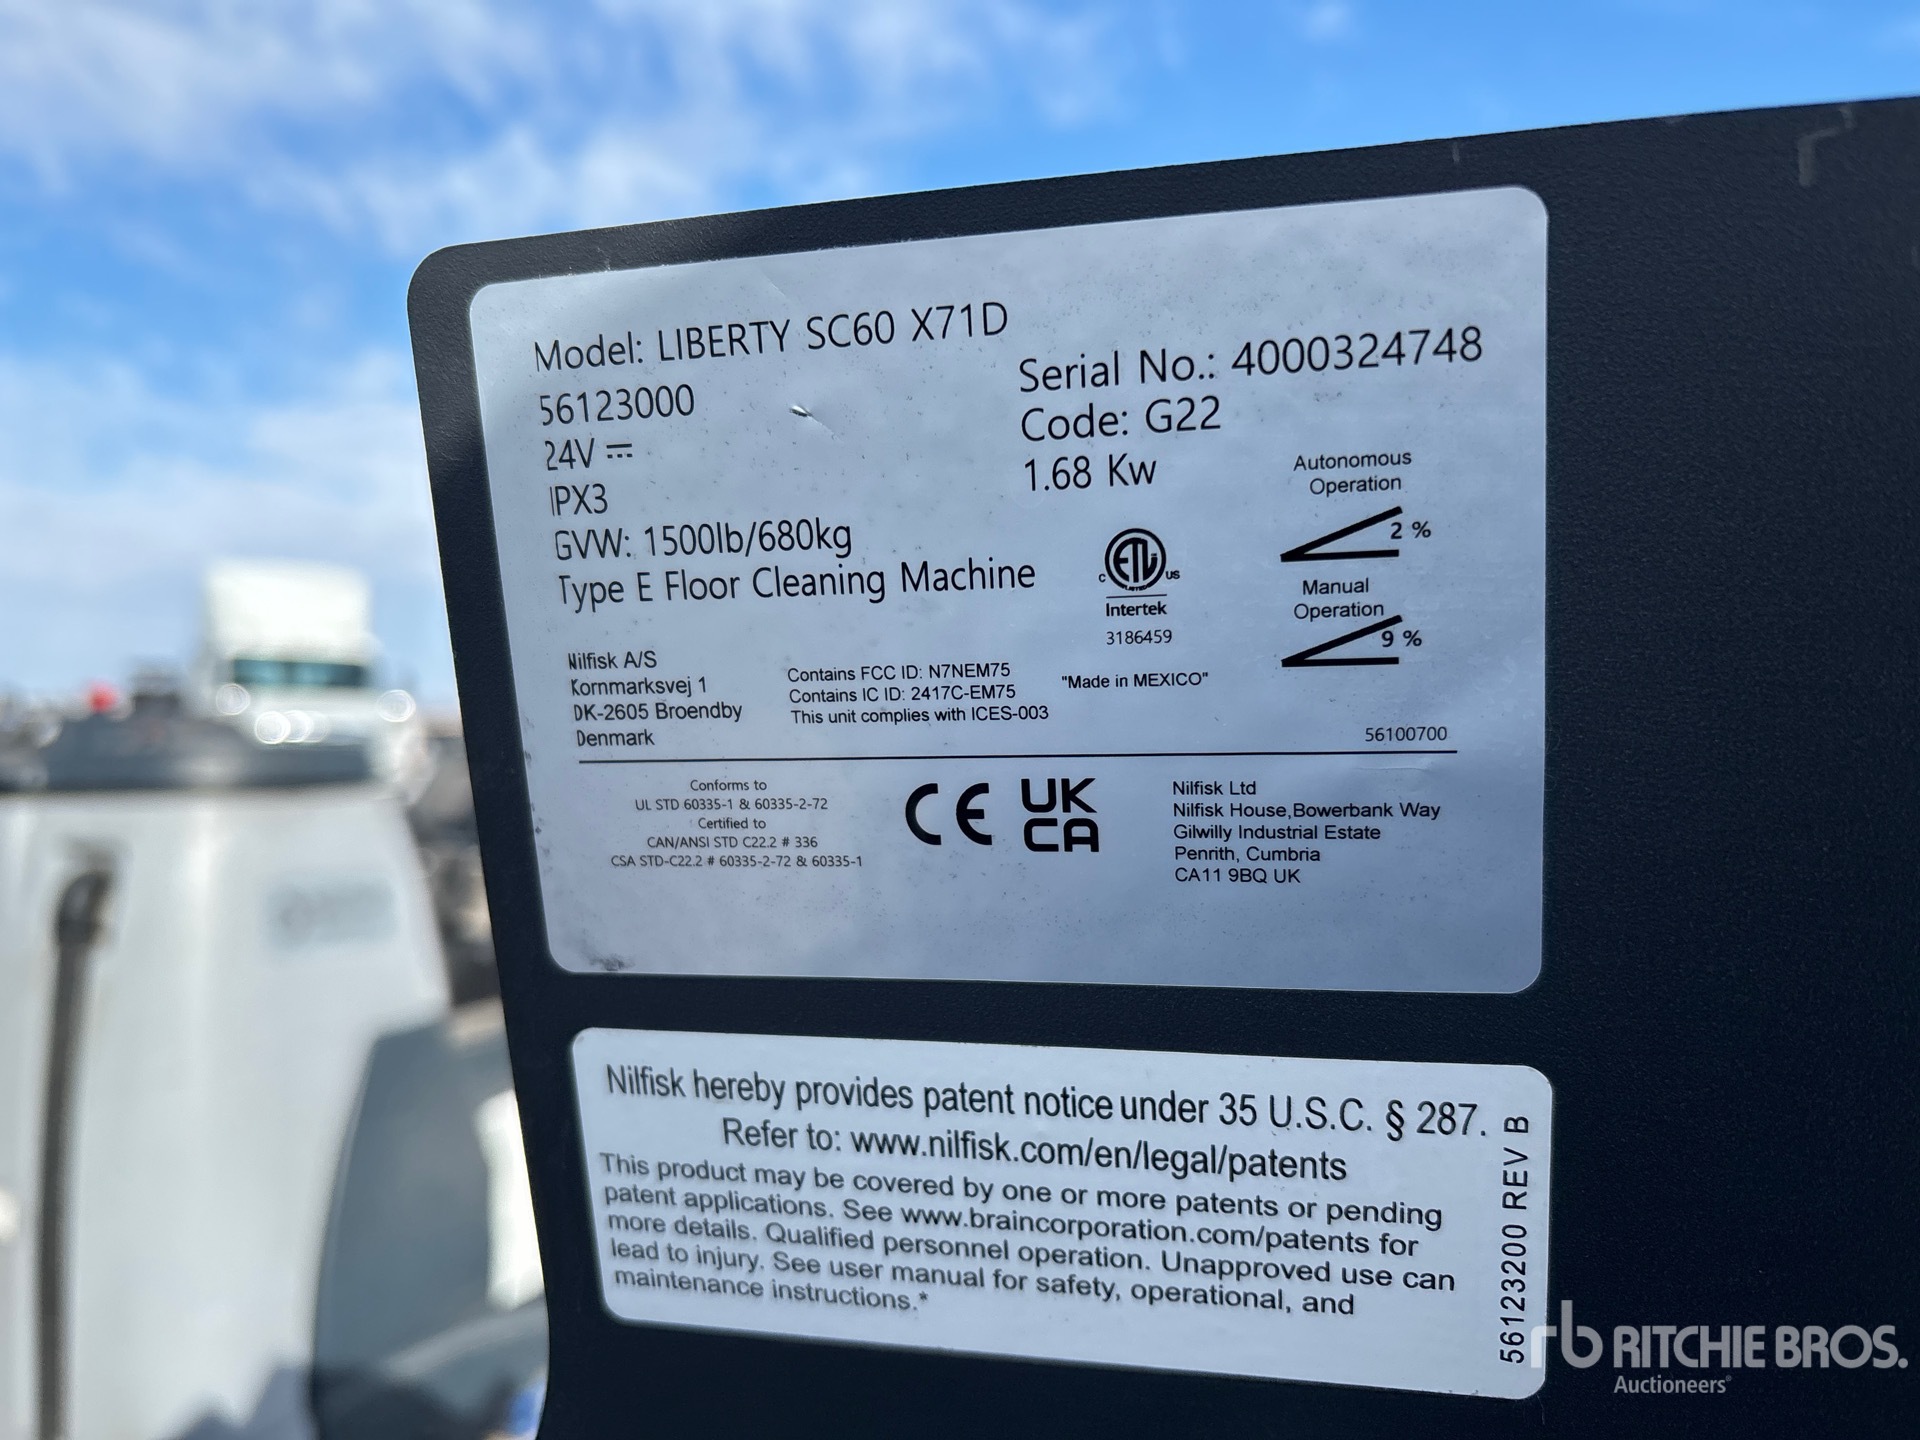 Model: LIBERTY SC60 X71D
56123000
24V
IPX3
GVW: 1500lb/680kg
Type E Floor Cleaning Machine
Serial No.: 4000324748
Code: G22
1.68 Kw
Autonomous
Operation
2 %
Manual
Operation
9 %
ETL
C US
Intertek
3186459
Nilfisk A/S
Kornmarksvej 1
DK-2605 Broendby
Denmark
Contains FCC ID: N7NEM75
Contains IC ID: 2417C-EM75
This unit complies with ICES-003
"Made in MEXICO"
56100700
Conforms to
UL STD 60335-1 & 60335-2-72
Certified to
CAN/ANSI STD C22.2 # 336
CSA STD-C22.2 # 60335-2-72 & 60335-1
CE
UK
CA
Nilfisk Ltd
Nilfisk House,Bowerbank Way
Gilwilly Industrial Estate
Penrith, Cumbria
CA11 9BQ UK
Nilfisk hereby provides patent notice under 35 U.S.C. § 287.
Refer to: www.nilfisk.com/en/legal/patents
This product may be covered by one or more patents or pending
patent applications. See www.braincorporation.com/patents for
more details. Qualified personnel operation. Unapproved use can
lead to injury. See user manual for safety, operational, and
maintenance instructions.*
56123200 REV B
rb RITCHIE BROS.
Auctioneers®